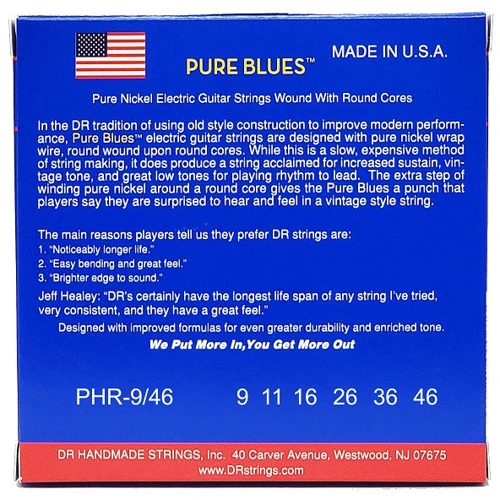 PURE BLUES™
MADE IN U.S.A.
Pure Nickel Electric Guitar Strings Wound With Round Cores
In the DR tradition of using old style construction to improve modern perform-
ance, Pure Blues™ electric guitar strings are designed with pure nickel wrap
wire, round wound upon round cores. While this is a slow, expensive method
of string making, it does produce a string acclaimed for increased sustain, vin-
tage tone, and great low tones for playing rhythm to lead. The extra step of
winding pure nickel around a round core gives the Pure Blues a punch that
players say they are surprised to hear and feel in a vintage style string.
The main reasons players tell us they prefer DR strings are:
1. “Noticeably longer life.”
2. “Easy bending and great feel.”
3. “Brighter edge to sound.”
Jeff Healey: “DR's certainly have the longest life span of any string I've tried,
very consistent, and they have a great feel.”
Designed with improved formulas for even greater durability and enriched tone.
We Put More In,You Get More Out
PHR-9/46 9 11 16 26 36 46
DR HANDMADE STRINGS, Inc. 40 Carver Avenue, Westwood, NJ 07675
www.DRstrings.com